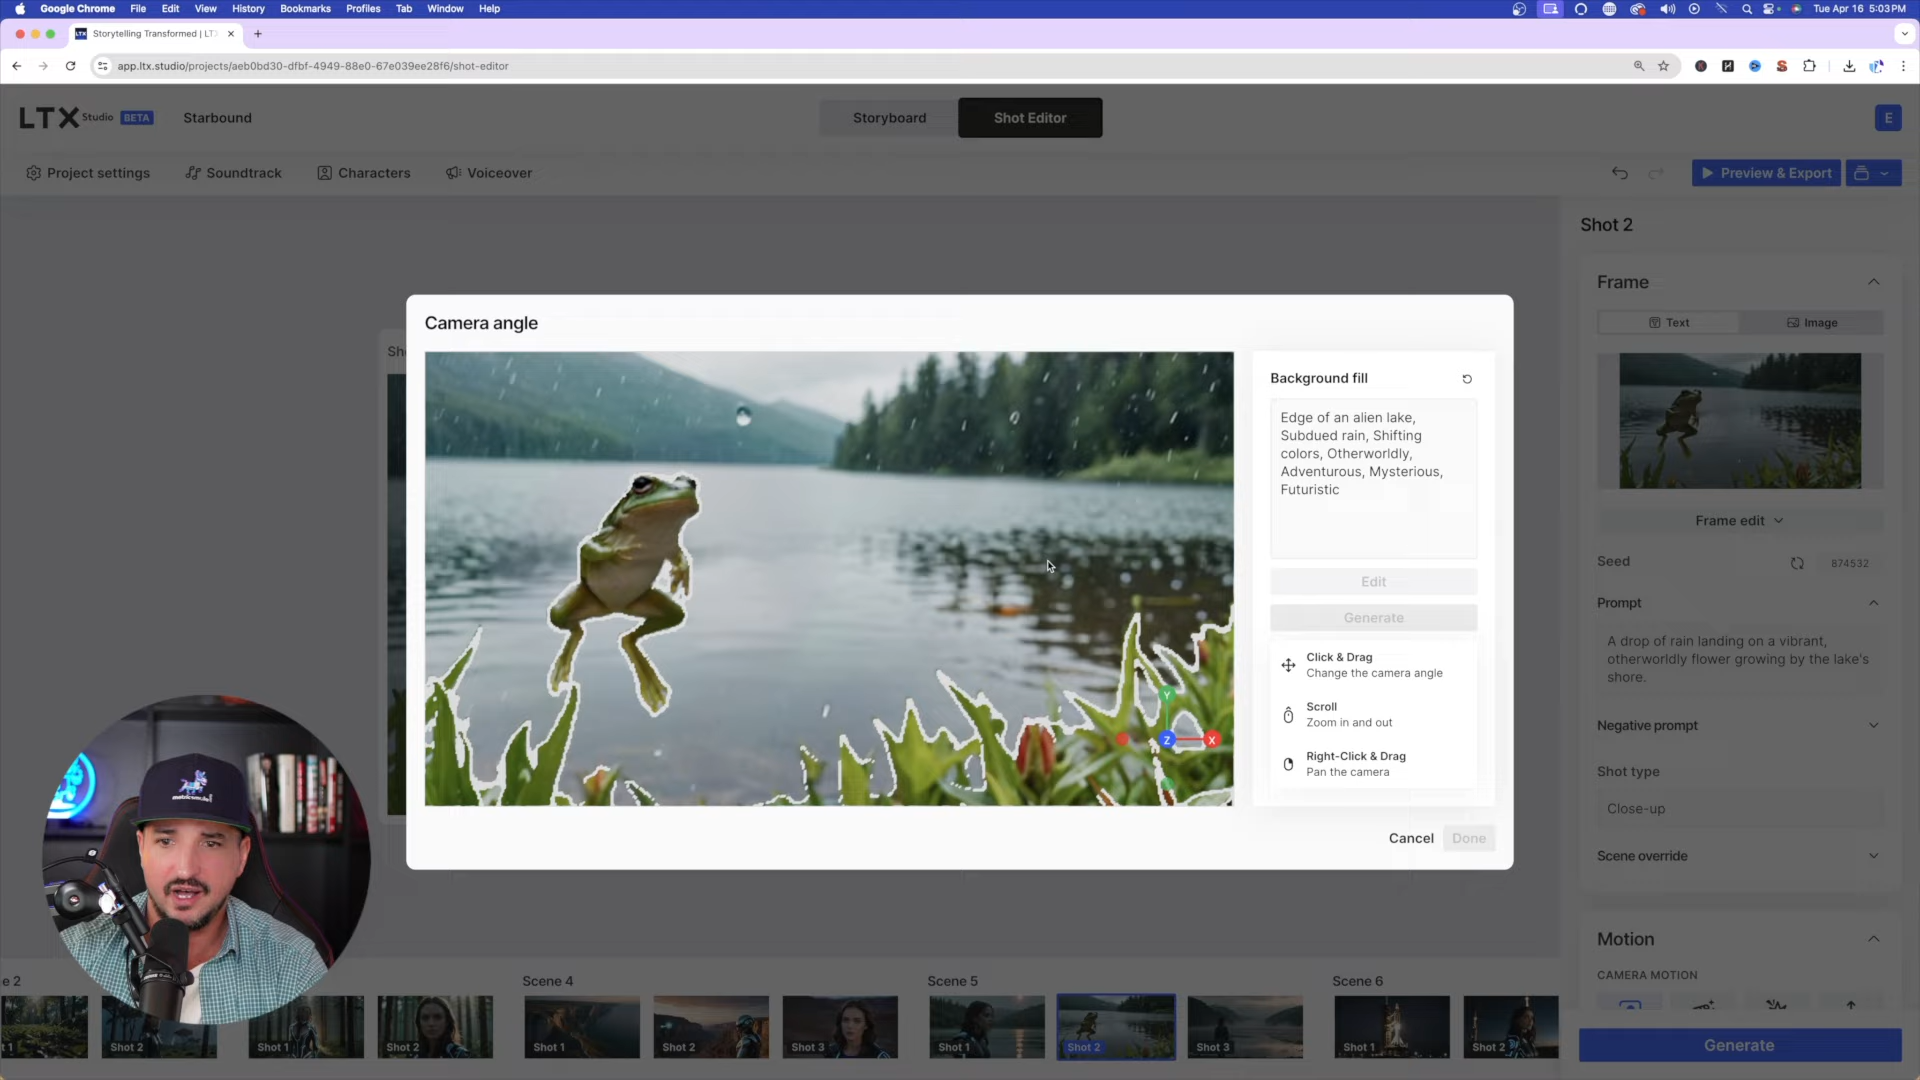 Google Chrome File Edit View History Bookmarks Profiles Tab Window Help
Tue Apr 16 5:03 PM
Storytelling Transformed | LT
app.ltx.studio/projects/aeb0bd30-dfbf-4949-88e0-67e039ee28f6/shot-editor
LTX Studio BETA
Starbound
Storyboard
Shot Editor
E
Project settings
Soundtrack
Characters
Voiceover
Preview & Export
Shot 2
Frame
Text
Image
Frame edit
Seed
874532
Prompt
A drop of rain landing on a vibrant,
otherworldly flower growing by the lake's
shore.
Negative prompt
Shot type
Close-up
Scene override
Motion
CAMERA MOTION
Generate
Sho
Camera angle
Background fill
Edge of an alien lake,
Subdued rain, Shifting
colors, Otherworldly,
Adventurous, Mysterious,
Futuristic
Edit
Generate
Click & Drag
Change the camera angle
Scroll
Zoom in and out
Right-Click & Drag
Pan the camera
Y
Z
X
Cancel
Done
e 2
Scene 4
Scene 5
Scene 6
t 1
Shot 2
Shot 1
Shot 2
Shot 1
Shot 2
Shot 3
Shot 1
Shot 2
Shot 3
Shot 1
Shot 2